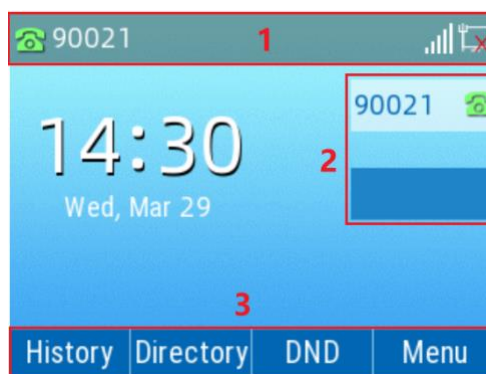 90021 1
90021
14:30
2
Wed, Mar 29
3
History Directory DND Menu